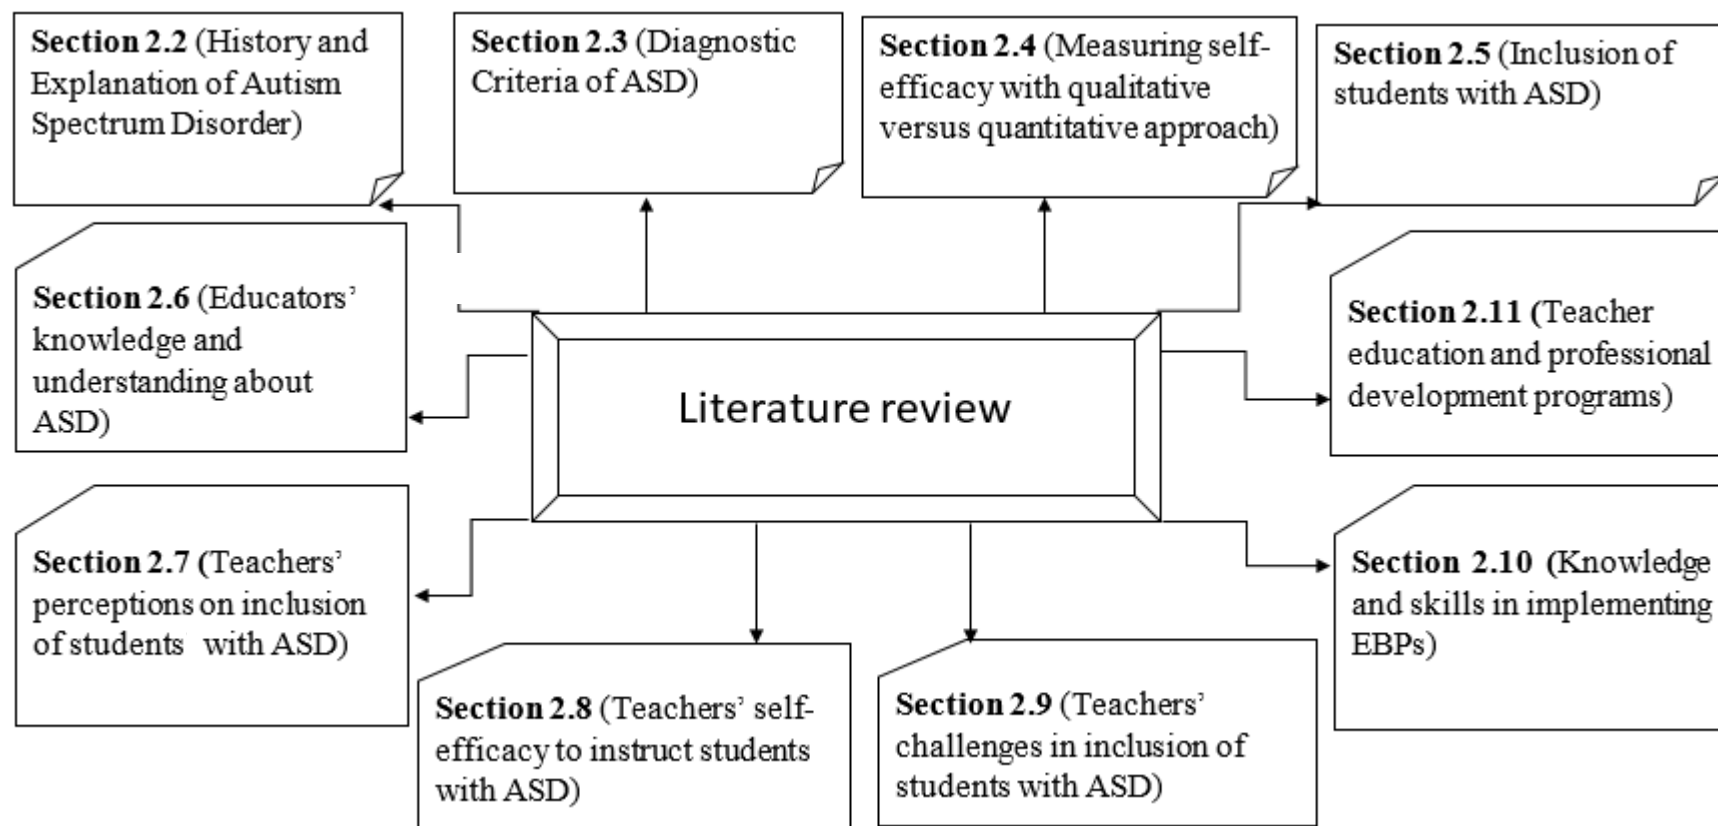 Section 2.2 (History and
Explanation of Autism
Spectrum Disorder)
Section 2.3 (Diagnostic
Criteria of ASD)
Section 2.4 (Measuring self-
efficacy with qualitative
versus quantitative approach)
Section 2.5 (Inclusion of
students with ASD)
Section 2.6 (Educators’
knowledge and
understanding about
ASD)
Literature review
Section 2.11 (Teacher
education and professional
development programs)
Section 2.7 (Teachers’
perceptions on inclusion
of students with ASD)
Section 2.8 (Teachers’ self-
efficacy to instruct students
with ASD)
Section 2.9 (Teachers’
challenges in inclusion of
students with ASD)
Section 2.10 (Knowledge
and skills in implementing
EBPs)